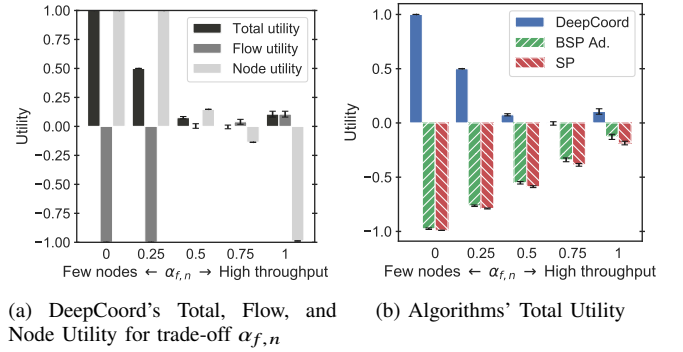 1.00
0.75
0.50
0.25
0.00
−0.25
−0.50
−0.75
−1.00
Utility
Total utility
Flow utility
Node utility
0 0.25 0.5 0.75 1
Few nodes ← αf,n → High throughput
(a) DeepCoord's Total, Flow, and
Node Utility for trade-off αf,n
1.0
0.5
0.0
−0.5
−1.0
Utility
DeepCoord
BSP Ad.
SP
0 0.25 0.5 0.75 1
Few nodes ← αf,n → High throughput
(b) Algorithms' Total Utility